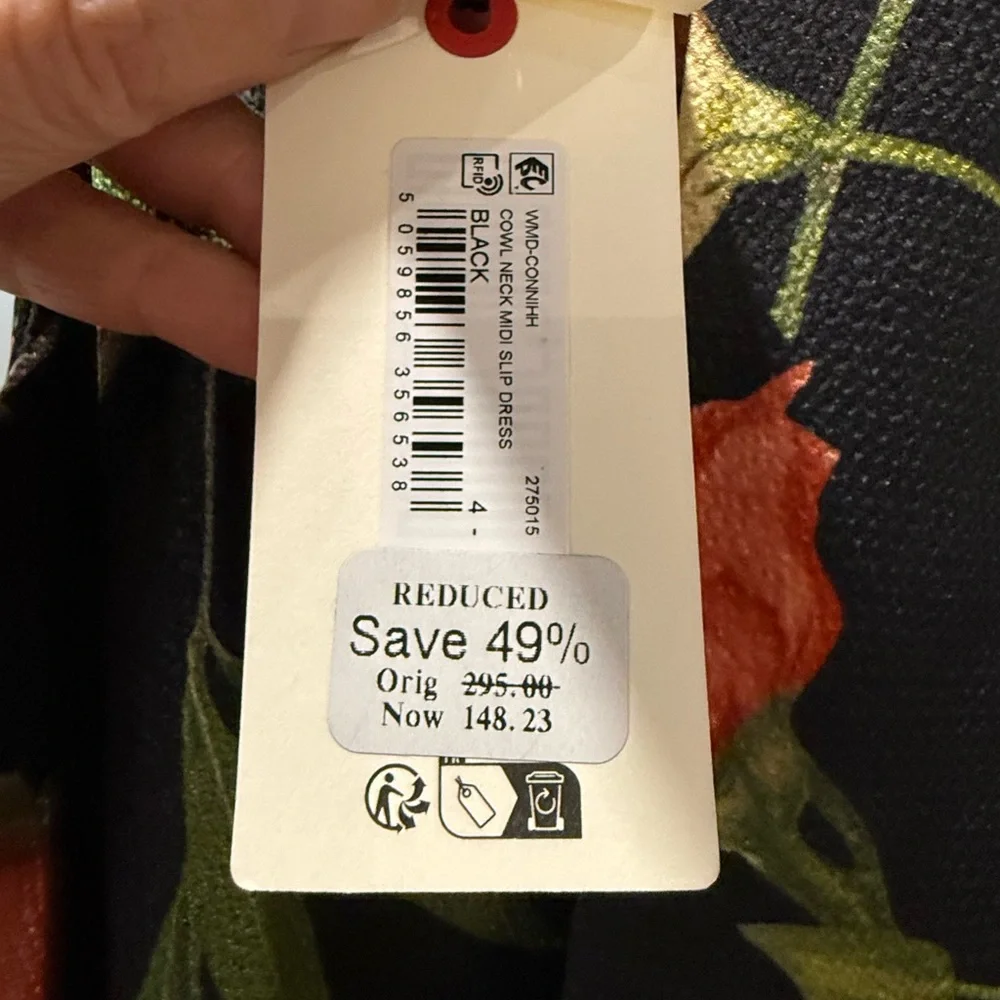 RFID
WMD-CONNIHH 275015
COWL NECK MIDI SLIP DRESS
BLACK 4 -
5 059856 356538
REDUCED
Save 49%
Orig 295.00
Now 148.23
FR